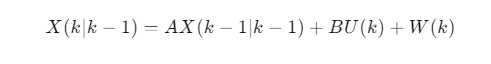 X(k|k − 1) = AX(k − 1|k − 1) + BU(k) + W(k)